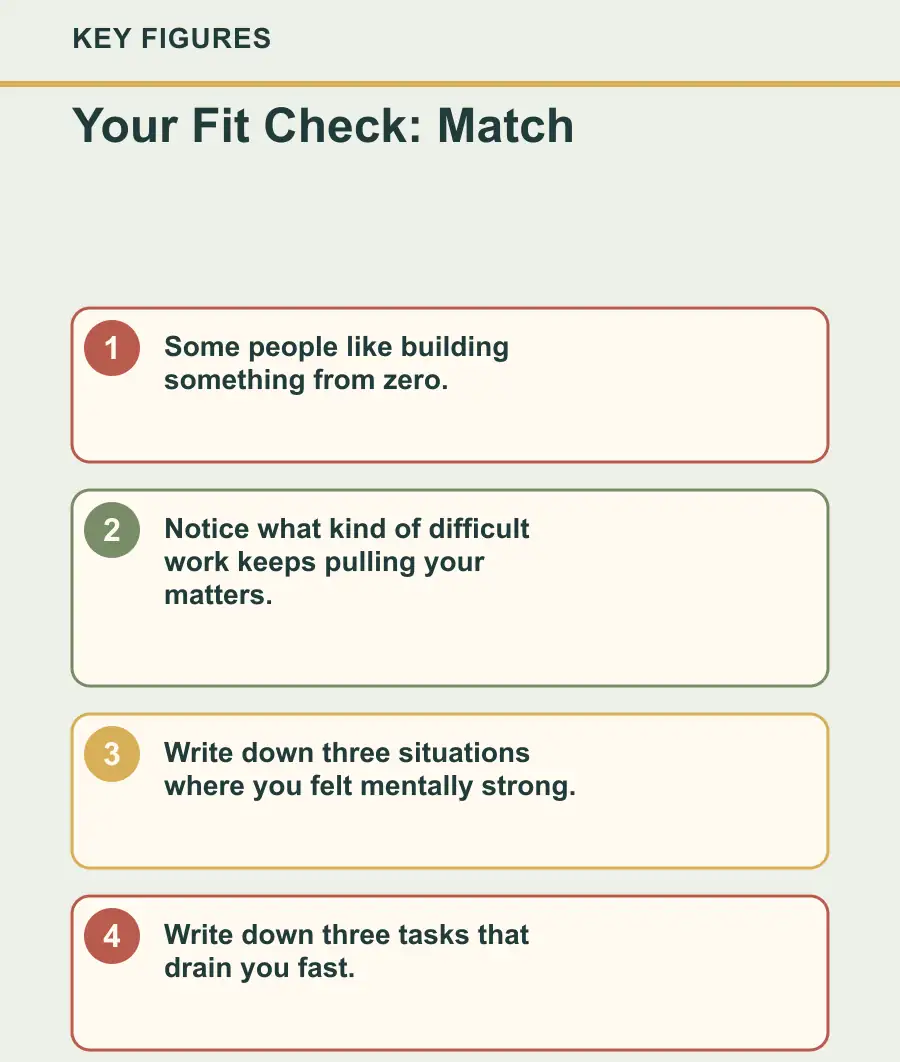 KEY FIGURES
Your Fit Check: Match
1
Some people like building
something from zero.
2
Notice what kind of difficult
work keeps pulling your
matters.
3
Write down three situations
where you felt mentally strong.
4
Write down three tasks that
drain you fast.